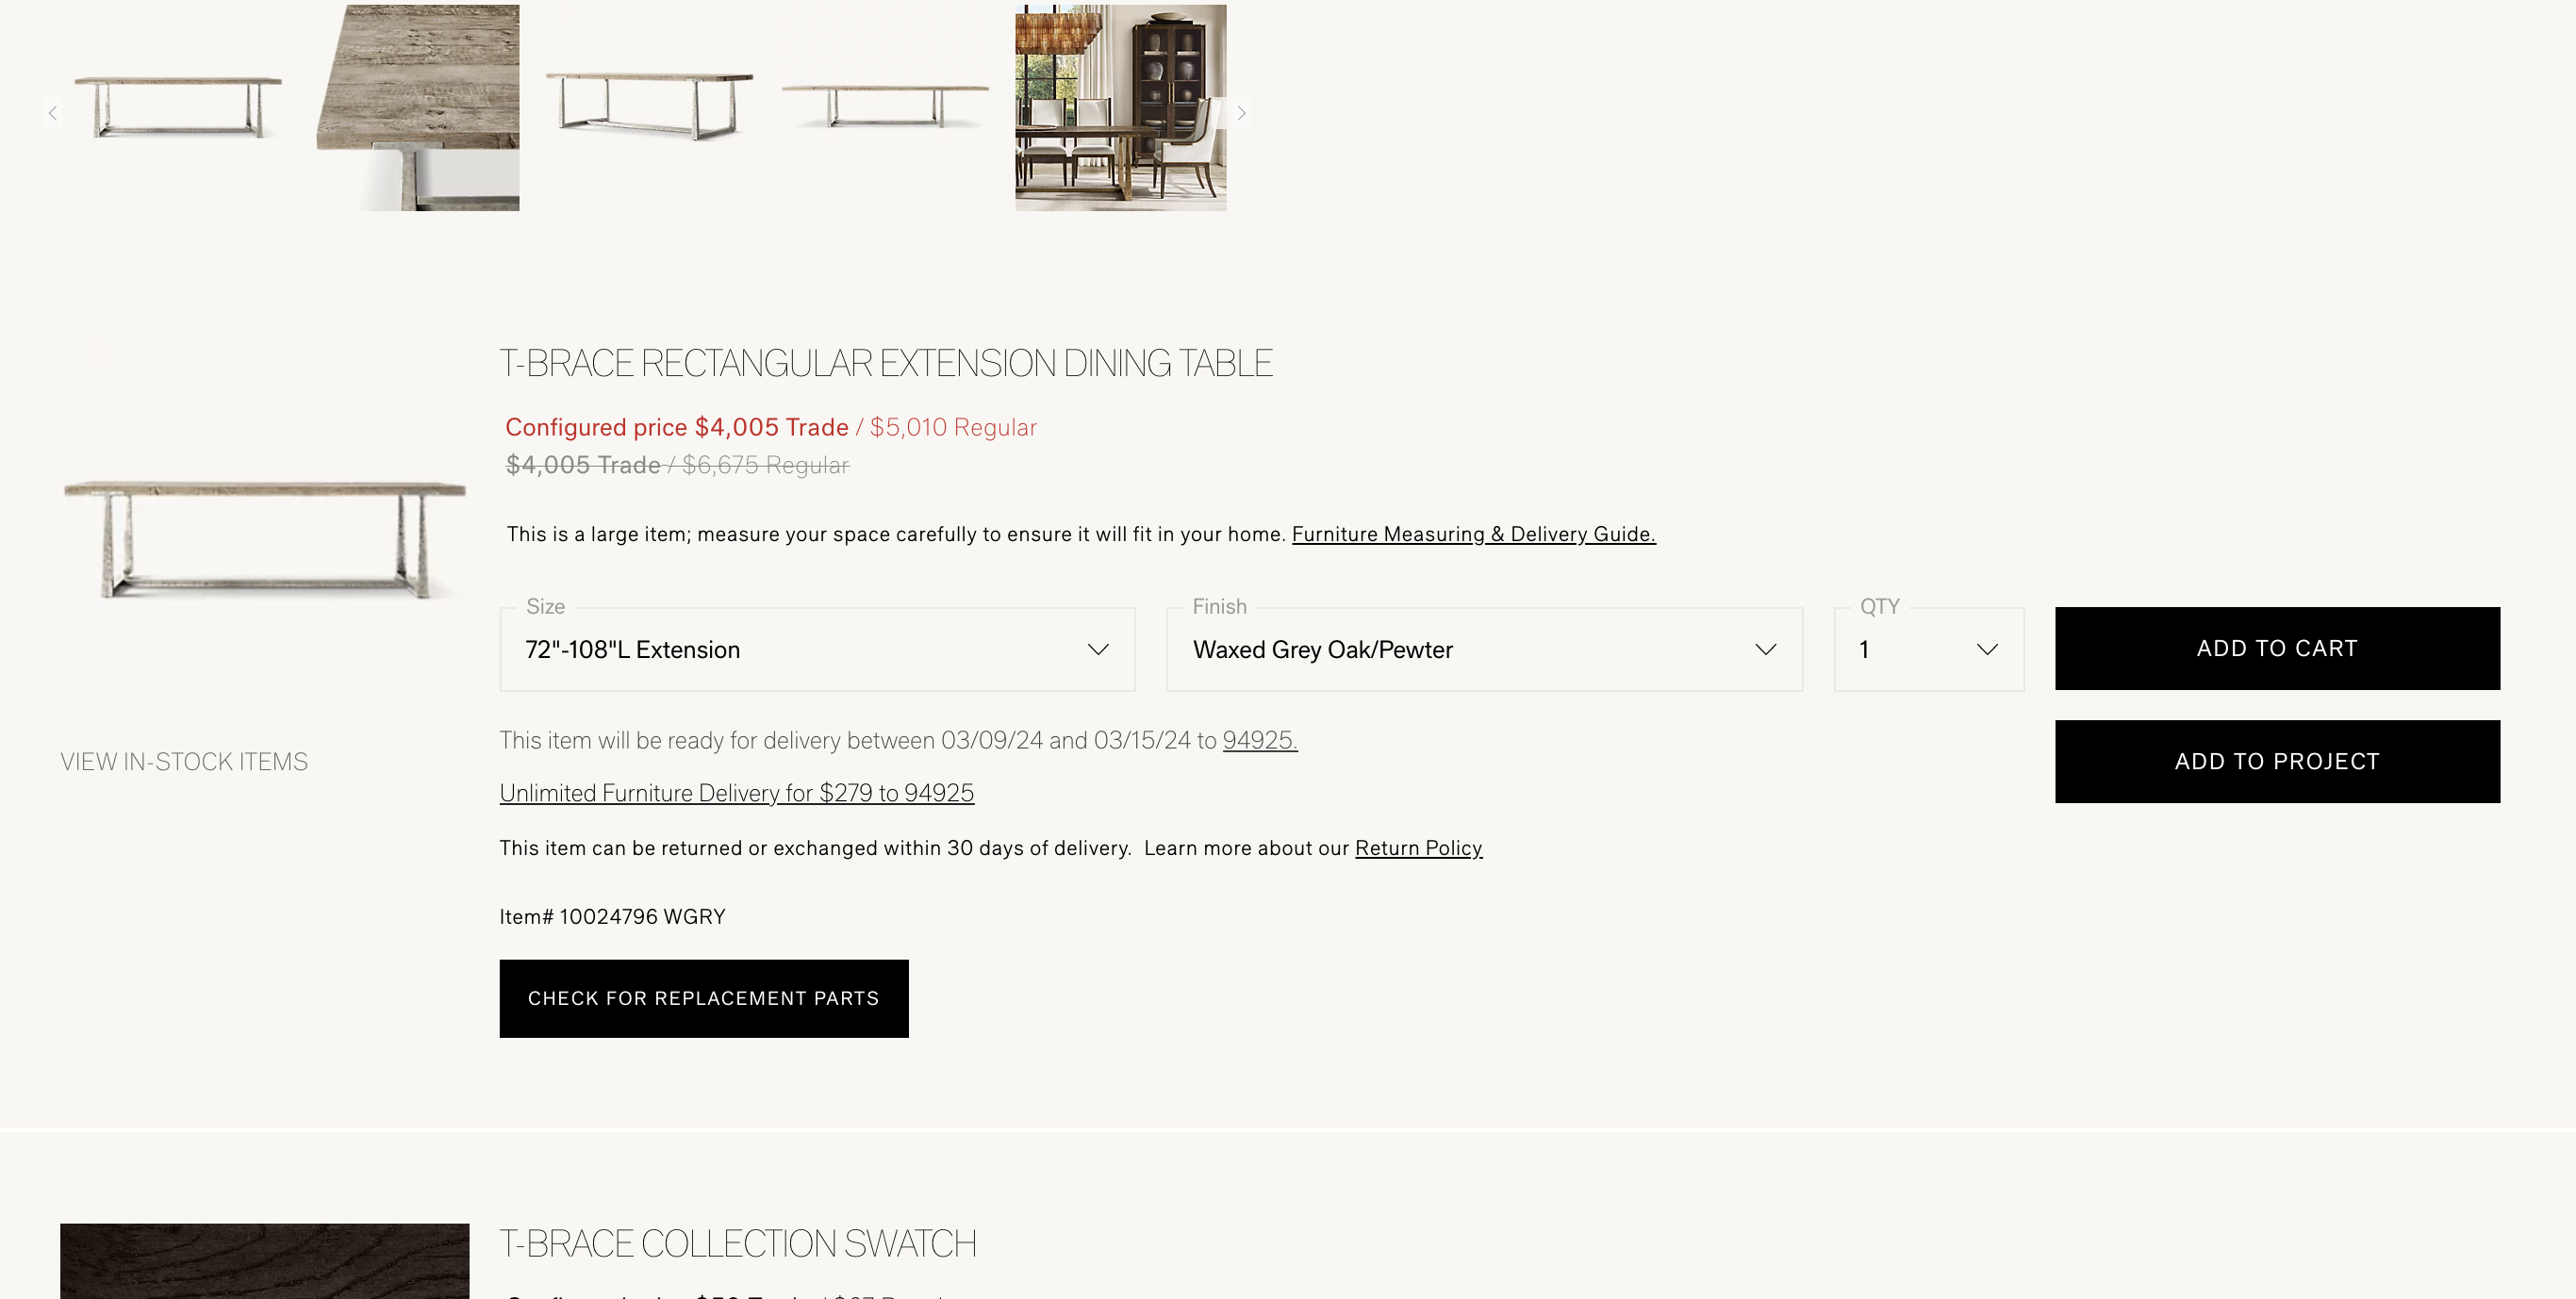 T-BRACE RECTANGULAR EXTENSION DINING TABLE
Configured price $4,005 Trade / $5,010 Regular
$4,005 Trade / $6,675 Regular
This is a large item; measure your space carefully to ensure it will fit in your home. Furniture Measuring & Delivery Guide.
Size
72"-108"L Extension
Finish
Waxed Grey Oak/Pewter
QTY
1
ADD TO CART
ADD TO PROJECT
VIEW IN-STOCK ITEMS
This item will be ready for delivery between 03/09/24 and 03/15/24 to 94925.
Unlimited Furniture Delivery for $279 to 94925
This item can be returned or exchanged within 30 days of delivery. Learn more about our Return Policy
Item# 10024796 WGRY
CHECK FOR REPLACEMENT PARTS
T-BRACE COLLECTION SWATCH